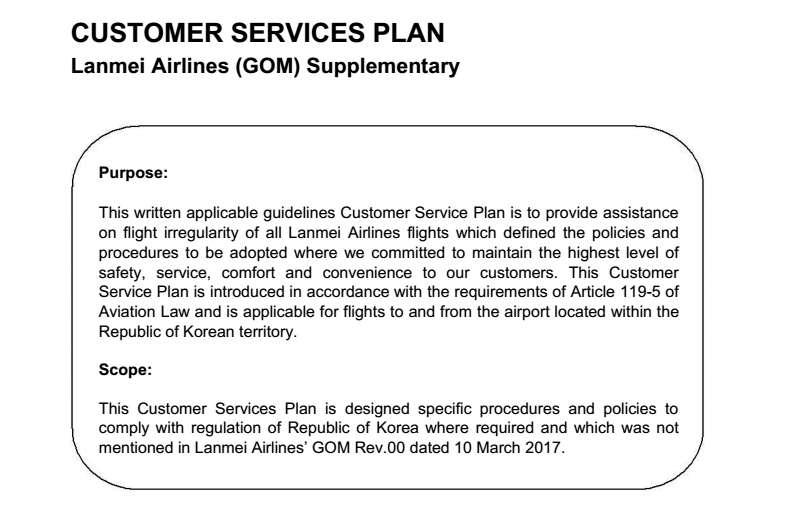 CUSTOMER SERVICES PLAN
Lanmei Airlines (GOM) Supplementary
Purpose:
This written applicable guidelines Customer Service Plan is to provide assistance
on flight irregularity of all Lanmei Airlines flights which defined the policies and
procedures to be adopted where we committed to maintain the highest level of
safety, service, comfort and convenience to our customers. This Customer
Service Plan is introduced in accordance with the requirements of Article 119-5 of
Aviation Law and is applicable for flights to and from the airport located within the
Republic of Korean territory.
Scope:
This Customer Services Plan is designed specific procedures and policies to
comply with regulation of Republic of Korea where required and which was not
mentioned in Lanmei Airlines' GOM Rev.00 dated 10 March 2017.